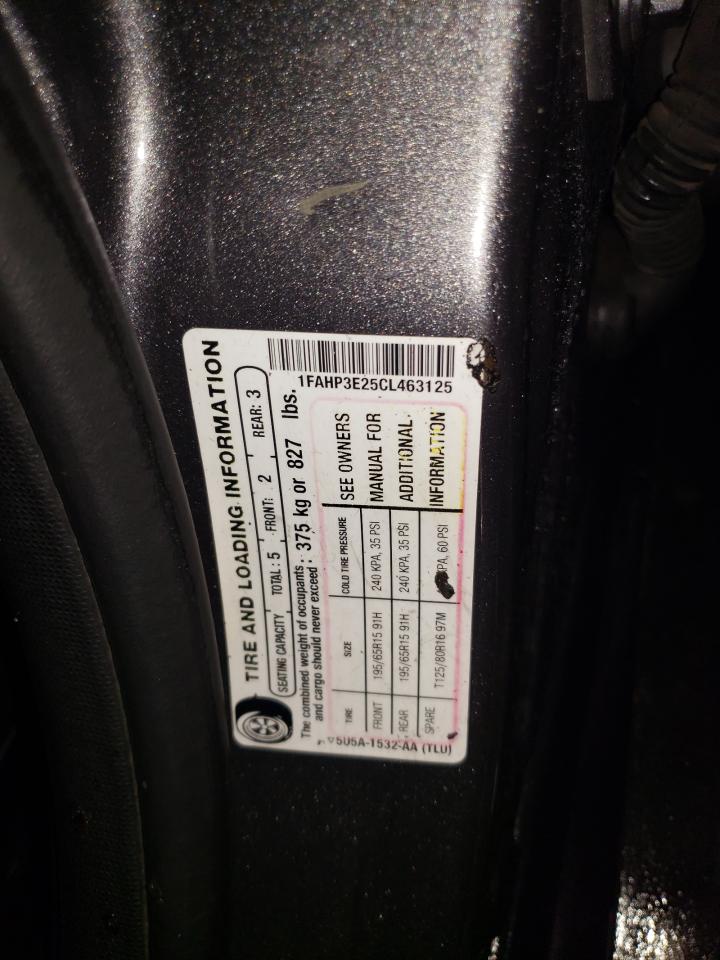 TIRE AND LOADING INFORMATION
SEATING CAPACITY TOTAL: 5 FRONT: 2 REAR: 3
The combined weight of occupants and cargo should never exceed: 375 kg or 827 lbs.
1FAHP3E25CL463125
TIRE SIZE COLD TIRE PRESSURE
FRONT 195/65R15 91H 240 KPA, 35 PSI
REAR 195/65R15 91H 240 KPA, 35 PSI
SPARE T125/80R16 97M KPA, 60 PSI
SEE OWNERS
MANUAL FOR
ADDITIONAL
INFORMATION
5U5A-1532-AA (TLU)